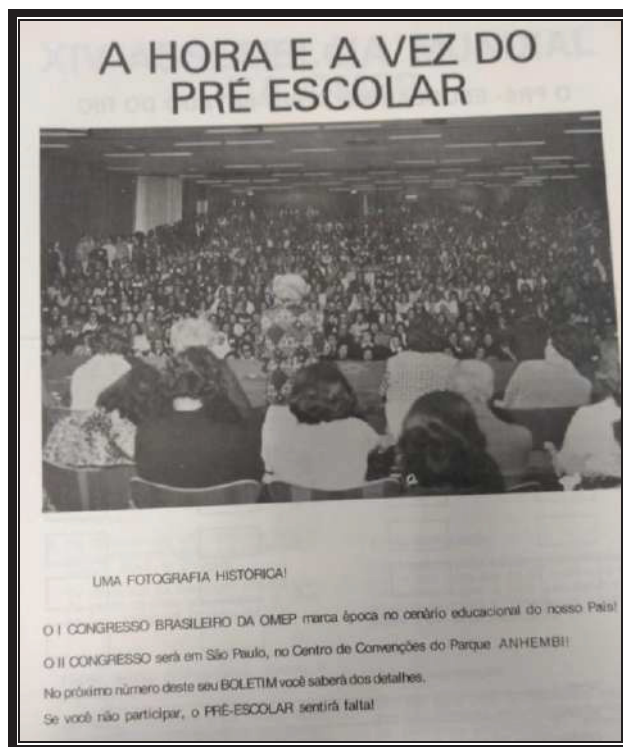 A HORA E A VEZ DO
PRÉ ESCOLAR
UMA FOTOGRAFIA HISTÓRICA!
O I CONGRESSO BRASILEIRO DA OMEP marca época no cenário educacional do nosso País!
O II CONGRESSO será em São Paulo, no Centro de Convenções do Parque ANHEMBI!
No próximo número deste seu BOLETIM você saberá dos detalhes.
Se você não participar, o PRÉ-ESCOLAR sentirá falta!